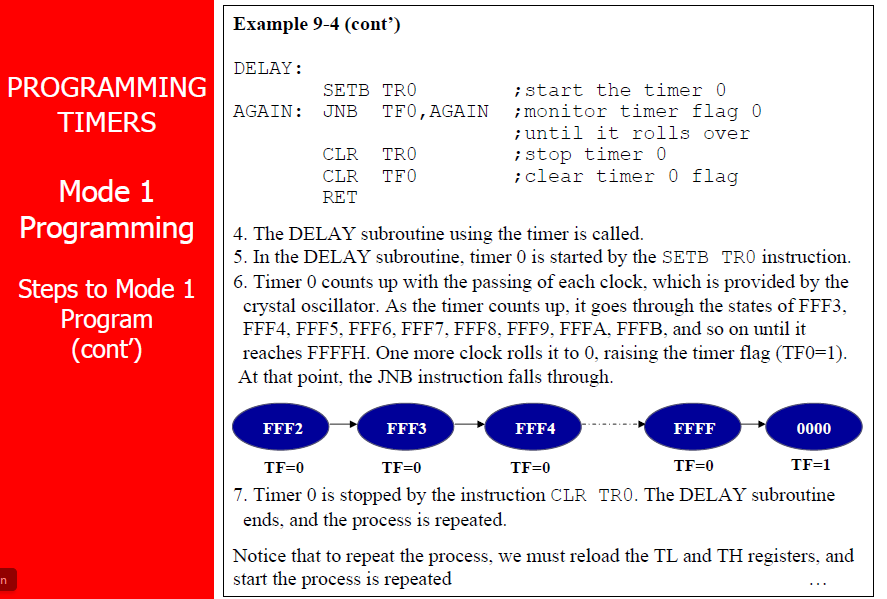 PROGRAMMING
TIMERS
Mode 1
Programming
Steps to Mode 1
Program
(cont’)
n
Example 9-4 (cont’)
DELAY:
SETB TR0 ;start the timer 0
AGAIN: JNB TF0,AGAIN ;monitor timer flag 0
;until it rolls over
CLR TR0 ;stop timer 0
CLR TF0 ;clear timer 0 flag
RET
4. The DELAY subroutine using the timer is called.
5. In the DELAY subroutine, timer 0 is started by the SETB TR0 instruction.
6. Timer 0 counts up with the passing of each clock, which is provided by the
crystal oscillator. As the timer counts up, it goes through the states of FFF3,
FFF4, FFF5, FFF6, FFF7, FFF8, FFF9, FFFA, FFFB, and so on until it
reaches FFFFH. One more clock rolls it to 0, raising the timer flag (TF0=1).
At that point, the JNB instruction falls through.
FFF2 FFF3 FFF4 FFFF 0000
TF=0 TF=0 TF=0 TF=0 TF=1
7. Timer 0 is stopped by the instruction CLR TR0. The DELAY subroutine
ends, and the process is repeated.
Notice that to repeat the process, we must reload the TL and TH registers, and
start the process is repeated …